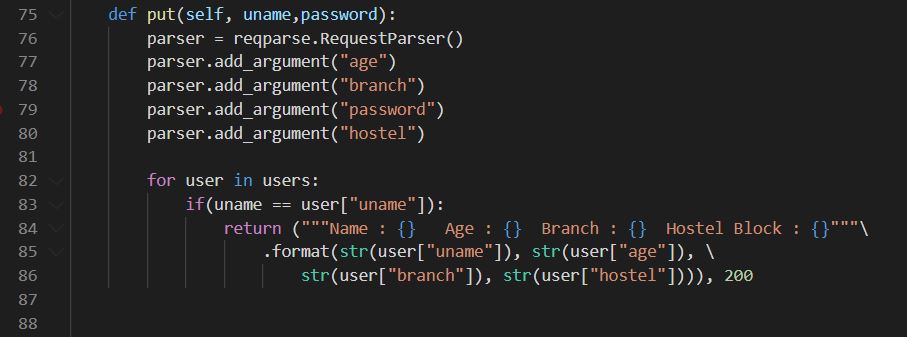 75 def put(self, uname,password):
76 parser = reqparse.RequestParser()
77 parser.add_argument("age")
78 parser.add_argument("branch")
79 parser.add_argument("password")
80 parser.add_argument("hostel")
81
82 for user in users:
83 if(uname == user["uname"]):
84 return ("""Name : {}   Age : {}  Branch : {}  Hostel Block : {}"""\
85 .format(str(user["uname"]), str(user["age"]), \
86 str(user["branch"]), str(user["hostel"]))), 200
87
88